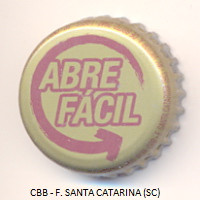 ABRE
FÁCIL
CBB - F. SANTA CATARINA (SC)